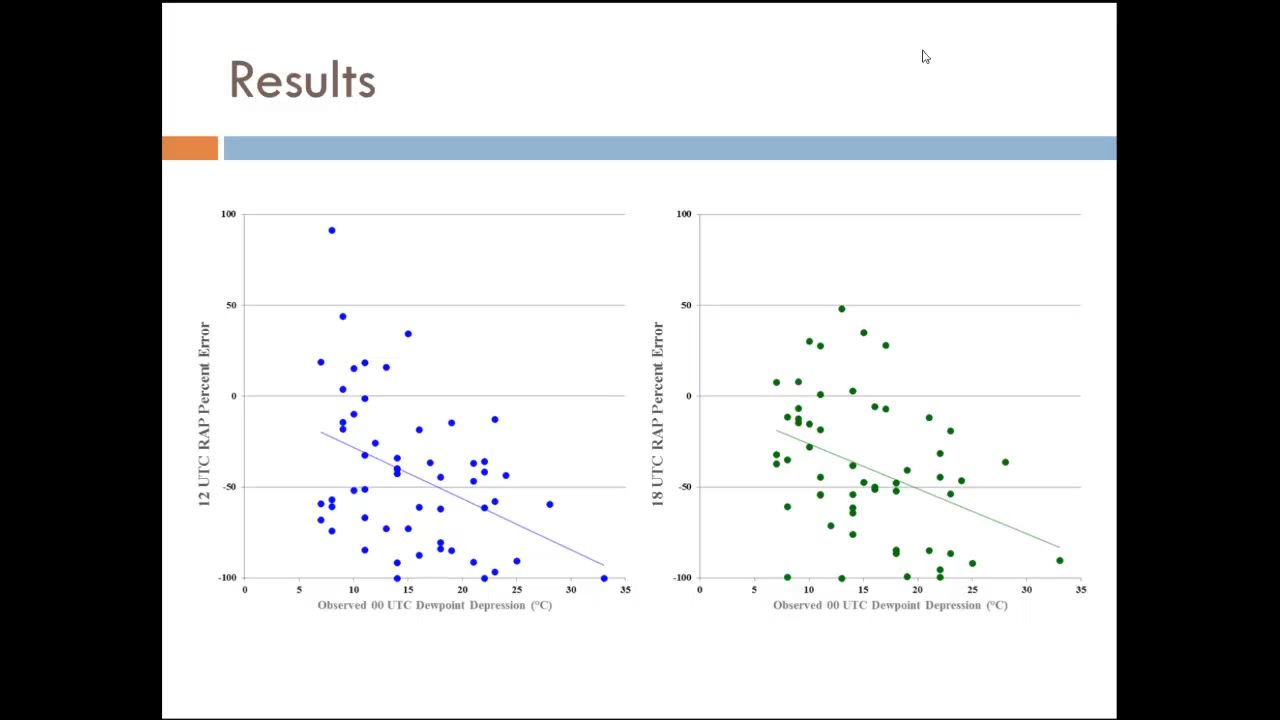 Results
100
50
0
-50
-100
12 UTC RAP Percent Error
0 5 10 15 20 25 30 35
Observed 00 UTC Dewpoint Depression (°C)
100
50
0
-50
-100
18 UTC RAP Percent Error
0 5 10 15 20 25 30 35
Observed 00 UTC Dewpoint Depression (°C)